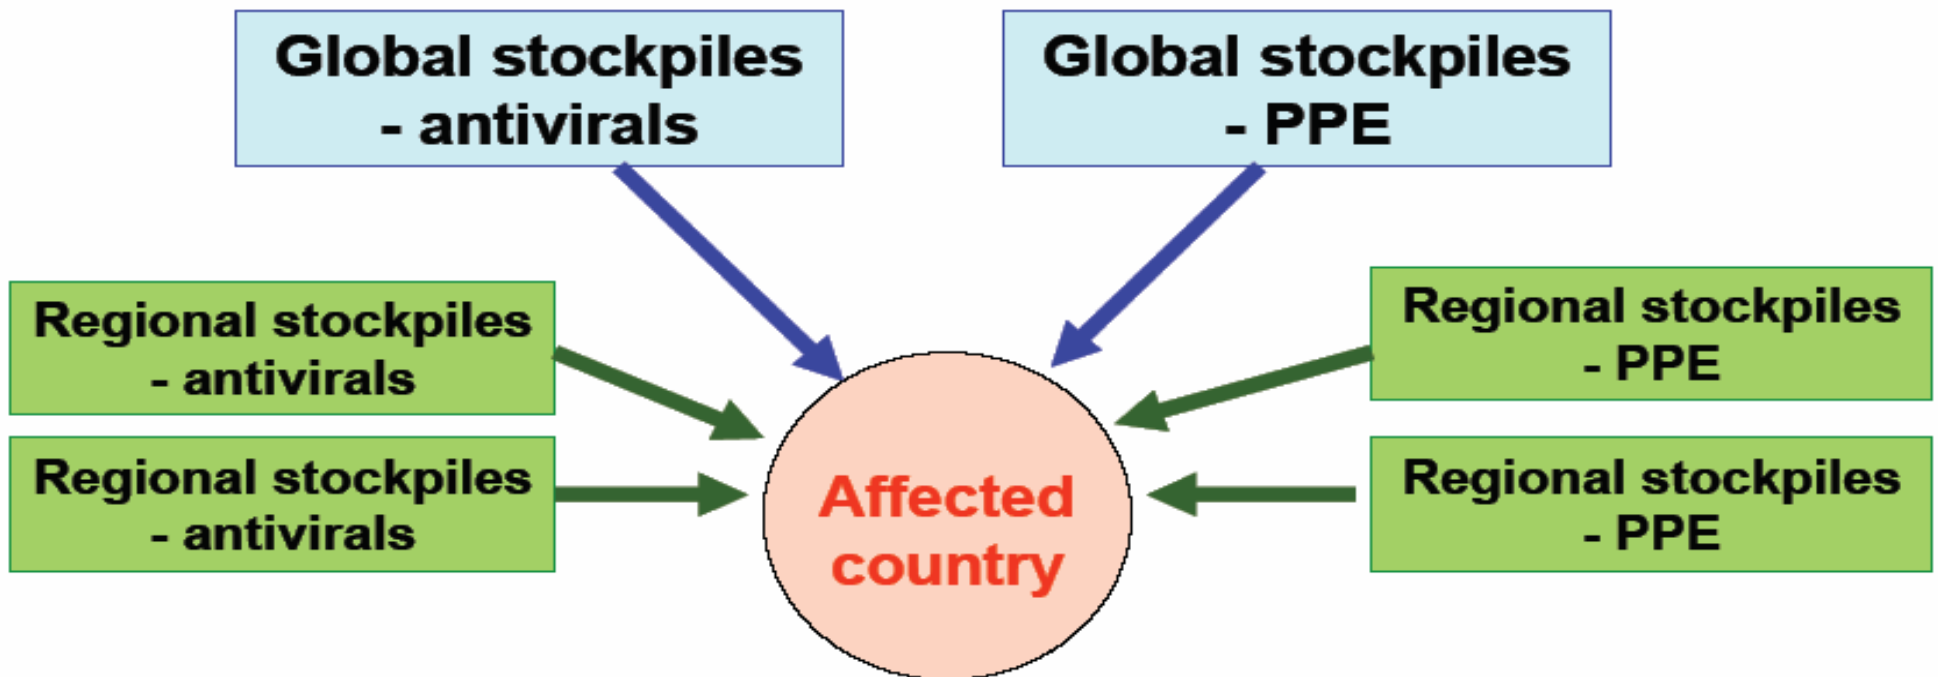 Global stockpiles
- antivirals
Global stockpiles
- PPE
Regional stockpiles
- antivirals
Regional stockpiles
- PPE
Regional stockpiles
- antivirals
Regional stockpiles
- PPE
Affected
country